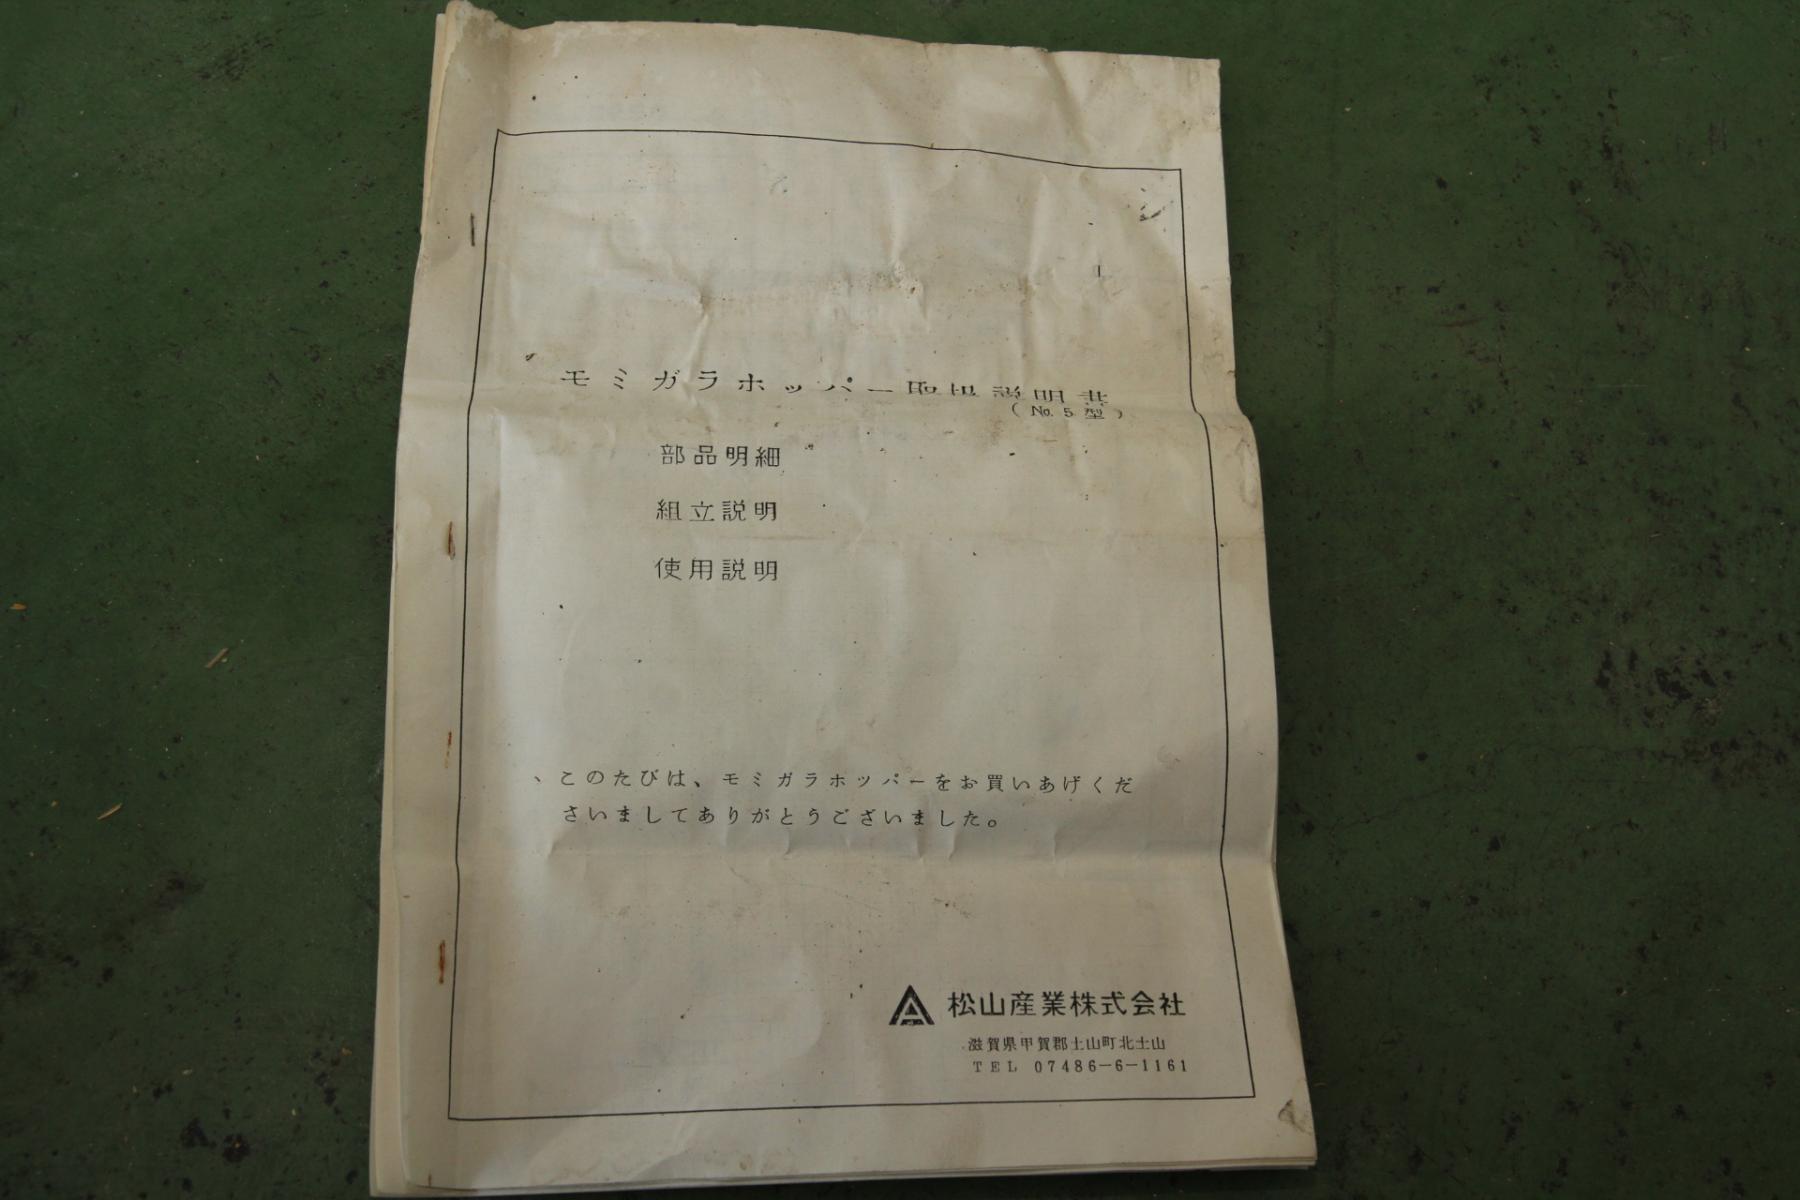 モミガラホッパー取扱説明書
(No.5型)
部品明細
組立説明
使用説明
、このたびは、モミガラホッパーをお買いあげくだ
さいましてありがとうございました。
松山産業株式会社
滋賀県甲賀郡土山町北土山
TEL 07486-6-1161